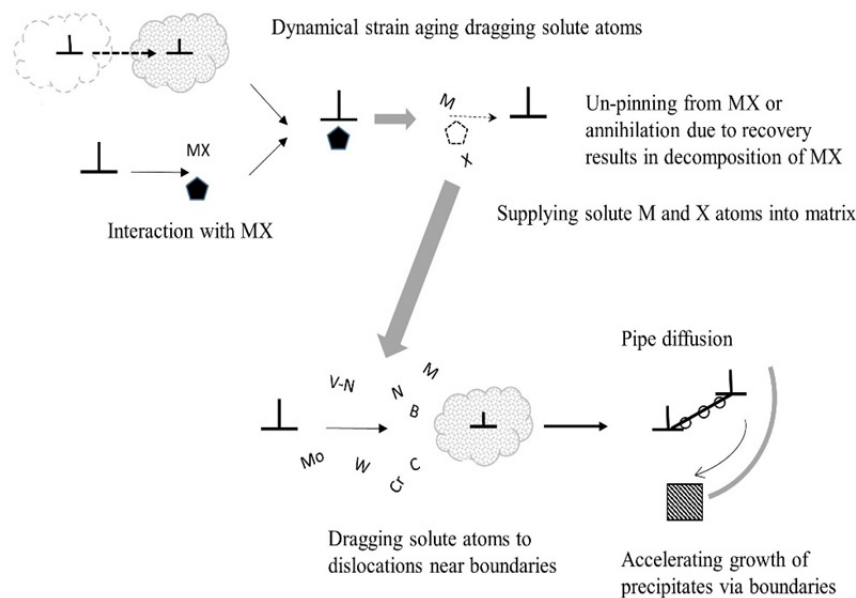 Dynamical strain aging dragging solute atoms
MX
M
X
Un-pinning from MX or
annihilation due to recovery
results in decomposition of MX
Interaction with MX
Supplying solute M and X atoms into matrix
Pipe diffusion
V-N
N
M
B
Mo
W
C
Cr
Dragging solute atoms to
dislocations near boundaries
Accelerating growth of
precipitates via boundaries